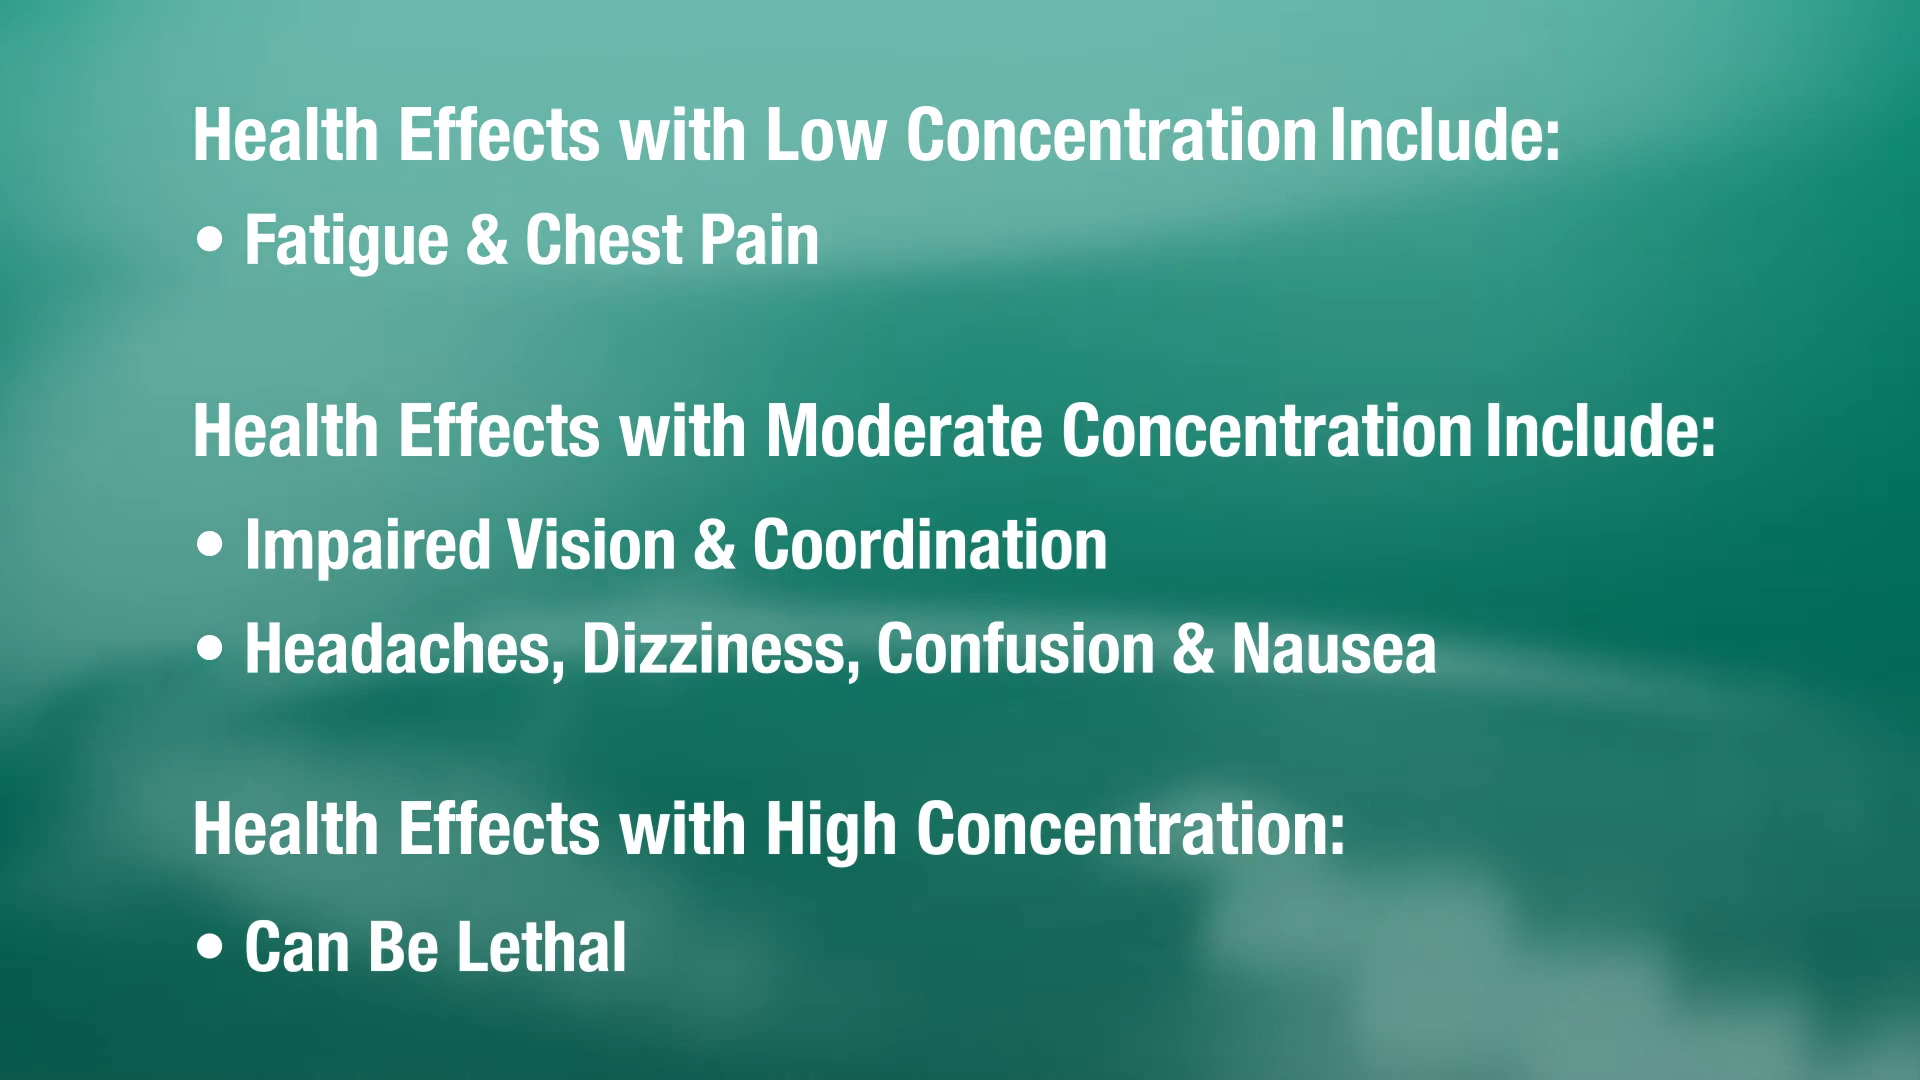 Health Effects with Low Concentration Include:
• Fatigue & Chest Pain
Health Effects with Moderate Concentration Include:
• Impaired Vision & Coordination
• Headaches, Dizziness, Confusion & Nausea
Health Effects with High Concentration:
• Can Be Lethal